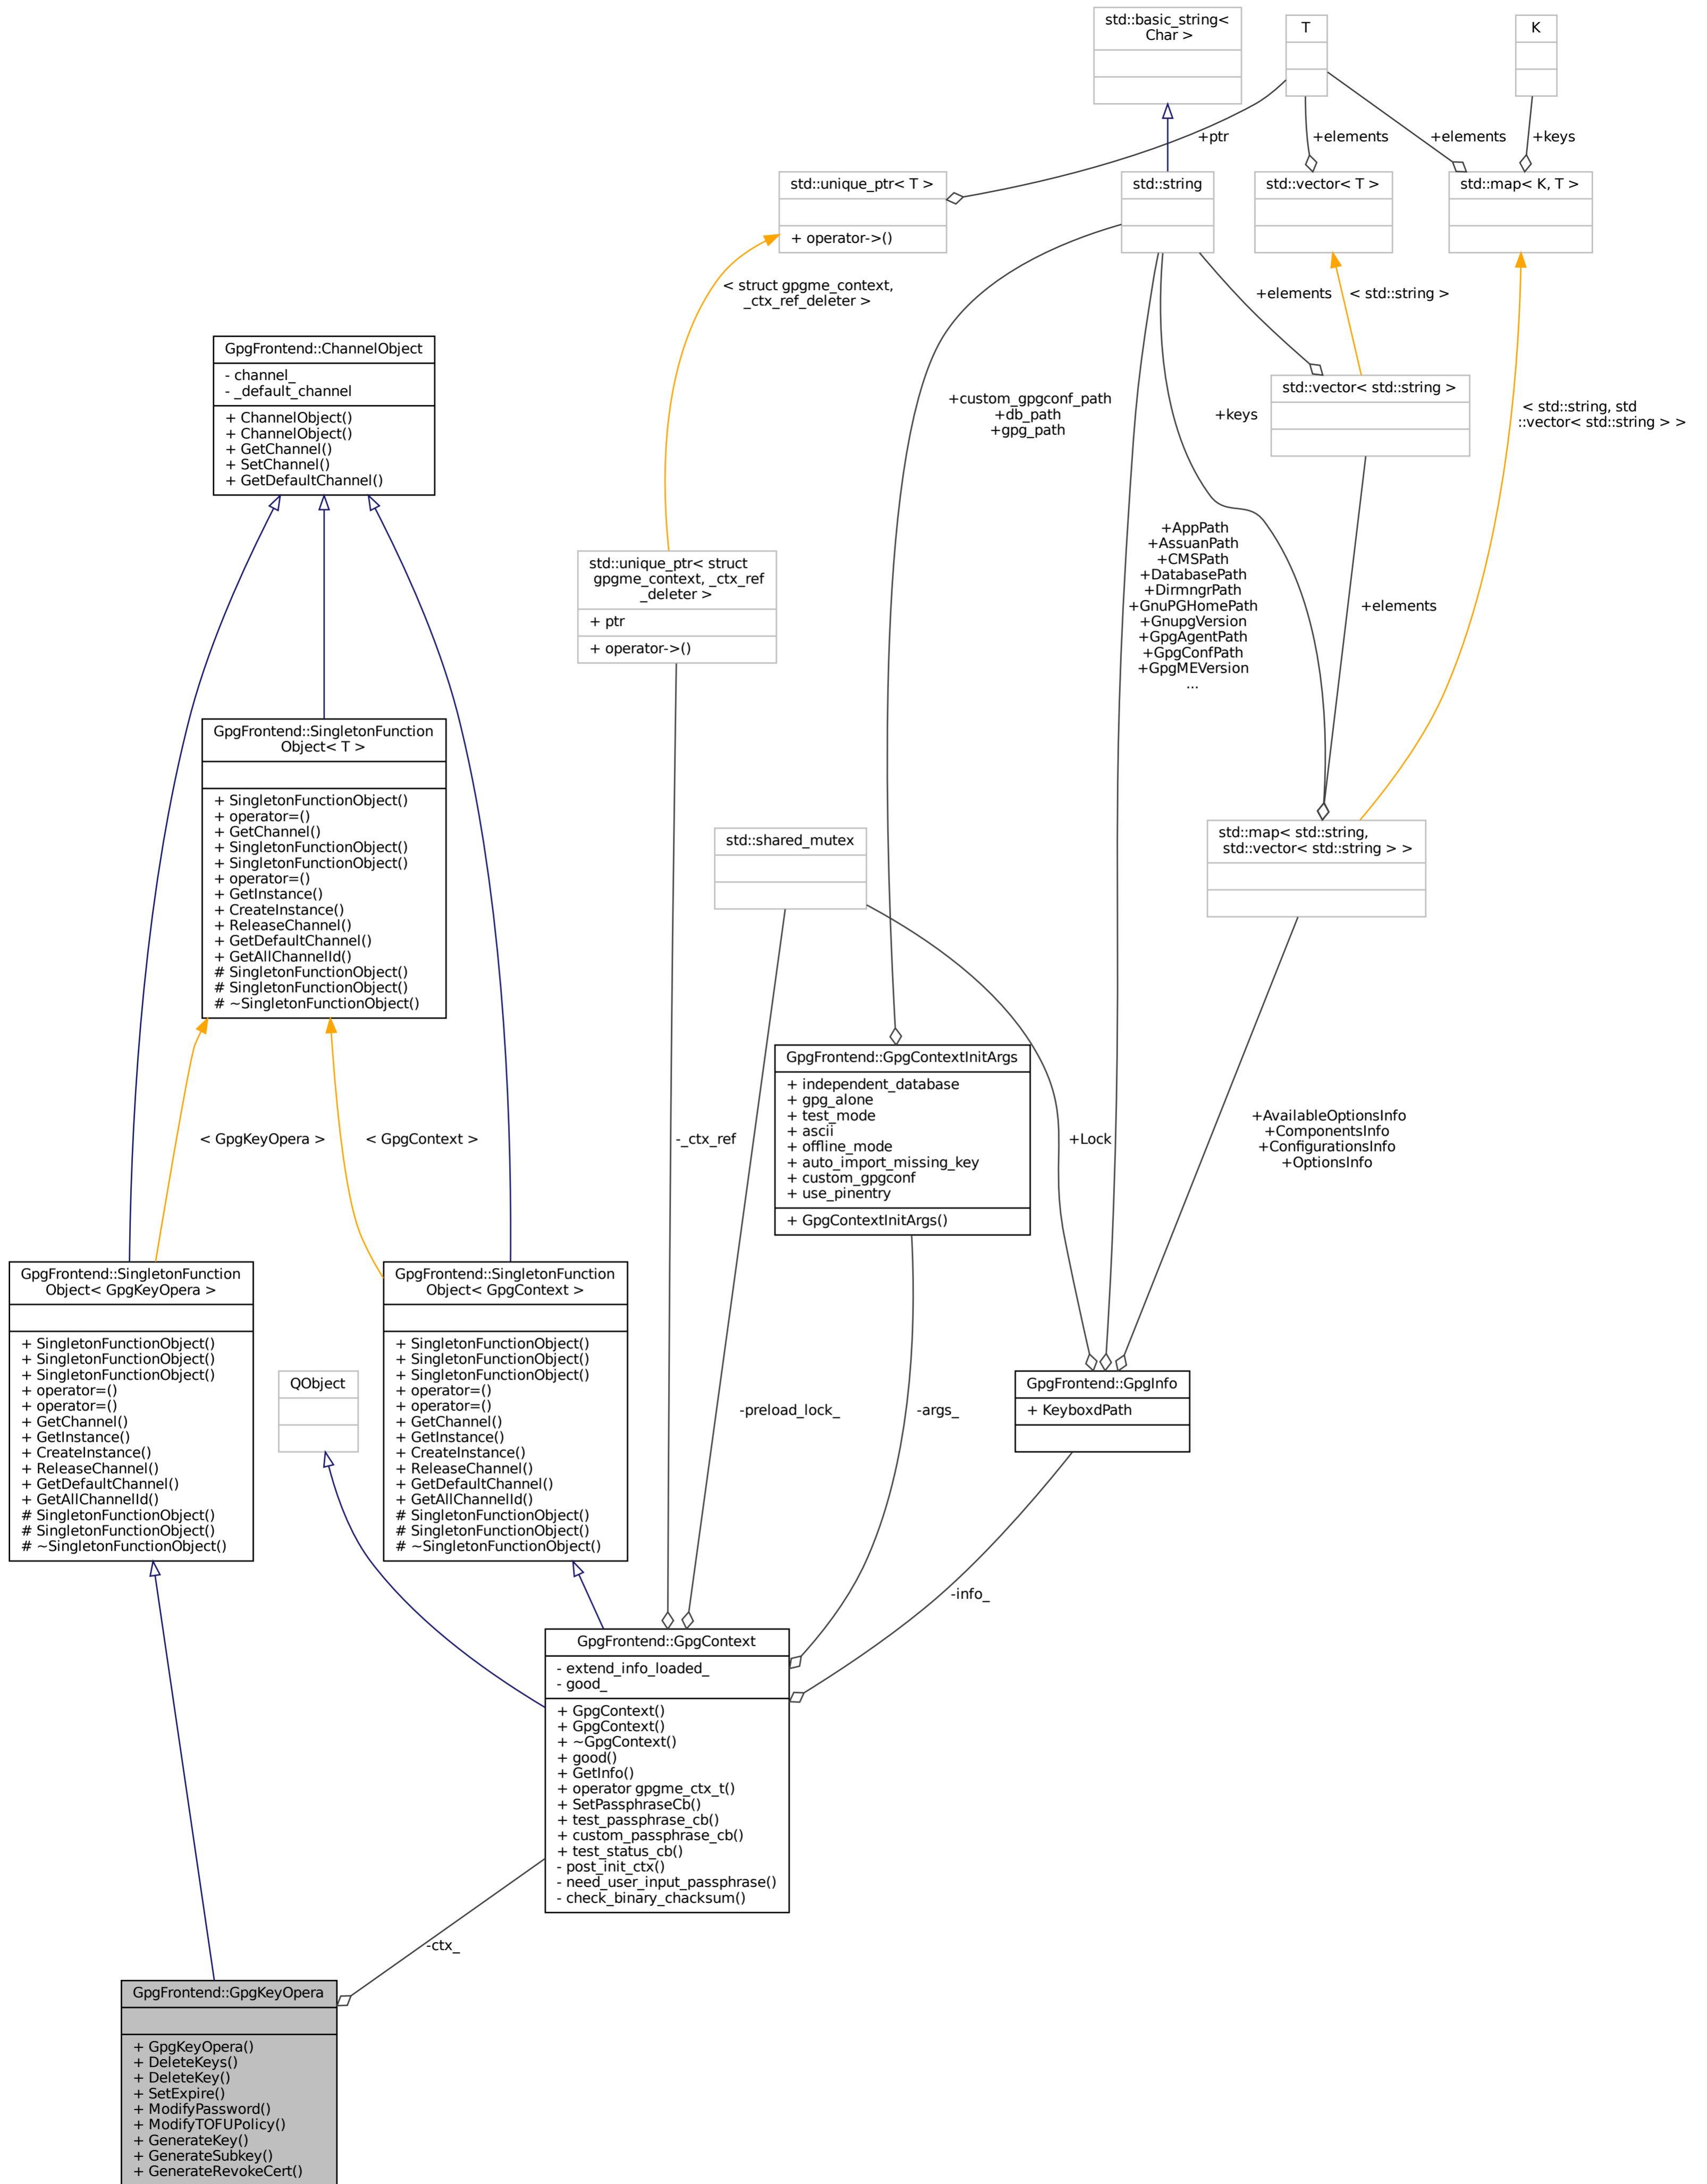 std::basic_string<
Char >
T
K
+ptr
+elements
+elements
+keys
std::unique_ptr< T >
+ operator->()
std::string
std::vector< T >
std::map< K, T >
< struct gpgme_context,
_ctx_ref_deleter >
+elements
< std::string >
GpgFrontend::ChannelObject
- channel_
- _default_channel
+ ChannelObject()
+ ChannelObject()
+ GetChannel()
+ SetChannel()
+ GetDefaultChannel()
+custom_gpgconf_path
+db_path
+gpg_path
+keys
std::vector< std::string >
< std::string, std
::vector< std::string > >
std::unique_ptr< struct
gpgme_context, _ctx_ref
_deleter >
+ ptr
+ operator->()
+AppPath
+AssuanPath
+CMSPath
+DatabasePath
+DirmngrPath
+GnuPGHomePath
+GnupgVersion
+GpgAgentPath
+GpgConfPath
+GpgMEVersion
...
+elements
GpgFrontend::SingletonFunction
Object< T >
+ SingletonFunctionObject()
+ operator=()
+ GetChannel()
+ SingletonFunctionObject()
+ SingletonFunctionObject()
+ operator=()
+ GetInstance()
+ CreateInstance()
+ ReleaseChannel()
+ GetDefaultChannel()
+ GetAllChannelId()
# SingletonFunctionObject()
# SingletonFunctionObject()
# ~SingletonFunctionObject()
std::shared_mutex
std::map< std::string,
std::vector< std::string > >
< GpgKeyOpera >
< GpgContext >
-_ctx_ref
GpgFrontend::GpgContextInitArgs
+ independent_database
+ gpg_alone
+ test_mode
+ ascii
+ offline_mode
+ auto_import_missing_key
+ custom_gpgconf
+ use_pinentry
+ GpgContextInitArgs()
+Lock
+AvailableOptionsInfo
+ComponentsInfo
+ConfigurationsInfo
+OptionsInfo
GpgFrontend::SingletonFunction
Object< GpgKeyOpera >
+ SingletonFunctionObject()
+ SingletonFunctionObject()
+ SingletonFunctionObject()
+ operator=()
+ operator=()
+ GetChannel()
+ GetInstance()
+ CreateInstance()
+ ReleaseChannel()
+ GetDefaultChannel()
+ GetAllChannelId()
# SingletonFunctionObject()
# SingletonFunctionObject()
# ~SingletonFunctionObject()
QObject
GpgFrontend::SingletonFunction
Object< GpgContext >
+ SingletonFunctionObject()
+ SingletonFunctionObject()
+ SingletonFunctionObject()
+ operator=()
+ operator=()
+ GetChannel()
+ GetInstance()
+ CreateInstance()
+ ReleaseChannel()
+ GetDefaultChannel()
+ GetAllChannelId()
# SingletonFunctionObject()
# SingletonFunctionObject()
# ~SingletonFunctionObject()
-preload_lock_
-args_
GpgFrontend::GpgInfo
+ KeyboxdPath
-info_
GpgFrontend::GpgContext
- extend_info_loaded_
- good_
+ GpgContext()
+ GpgContext()
+ ~GpgContext()
+ good()
+ GetInfo()
+ operator gpgme_ctx_t()
+ SetPassphraseCb()
+ test_passphrase_cb()
+ custom_passphrase_cb()
+ test_status_cb()
- post_init_ctx()
- need_user_input_passphrase()
- check_binary_chacksum()
-ctx_
GpgFrontend::GpgKeyOpera
+ GpgKeyOpera()
+ DeleteKeys()
+ DeleteKey()
+ SetExpire()
+ ModifyPassword()
+ ModifyTOFUPolicy()
+ GenerateKey()
+ GenerateSubkey()
+ GenerateRevokeCert()